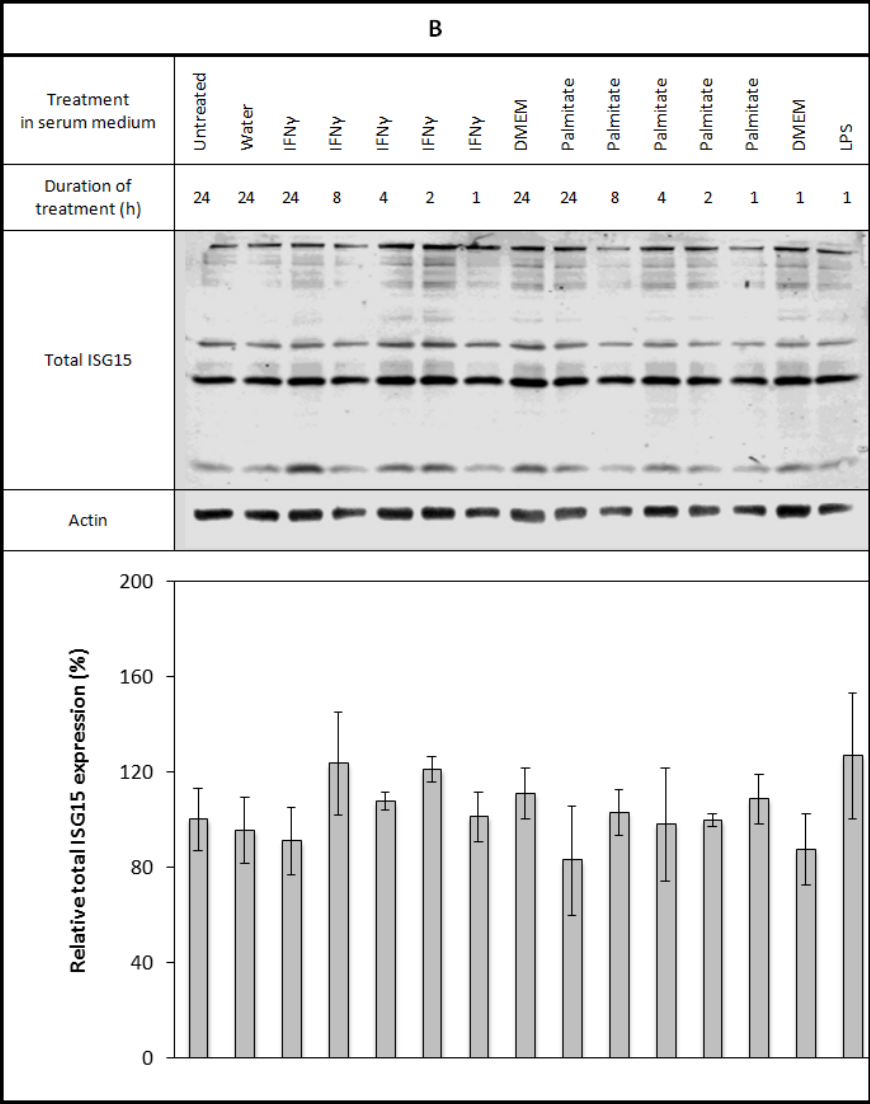 B
Treatment
in serum medium
Untreated
Water
IFNγ
IFNγ
IFNγ
IFNγ
IFNγ
DMEM
Palmitate
Palmitate
Palmitate
Palmitate
Palmitate
DMEM
LPS
Duration of
treatment (h)
24 24 24 8 4 2 1 24 24 8 4 2 1 1 1
Total ISG15
Actin
Relative total ISG15 expression (%)
200
160
120
80
40
0